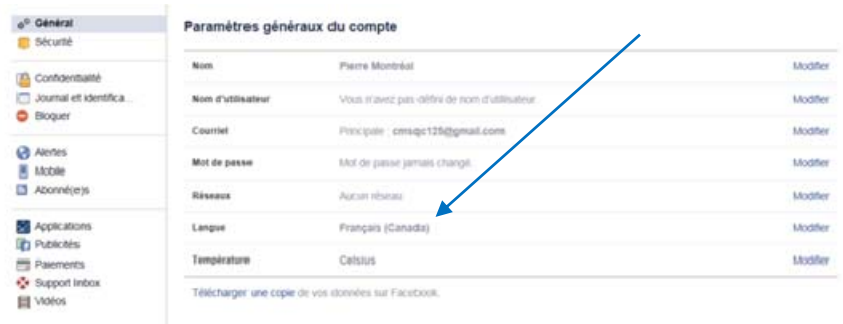 Général
Sécurité
Confidentialité
Journal et identifica...
Bloquer
Alertes
Mobile
Abonné(e)s
Applications
Publicités
Paiements
Support Inbox
Vidéos
Paramètres généraux du compte
Nom Pierre Montréal Modifier
Nom d'utilisateur Vous n'avez pas défini de nom d'utilisateur. Modifier
Courriel Principale : cmsqc125@gmail.com Modifier
Mot de passe Mot de passe jamais changé. Modifier
Réseaux Aucun réseau Modifier
Langue Français (Canada) Modifier
Température Celsius Modifier
Télécharger une copie de vos données sur Facebook.